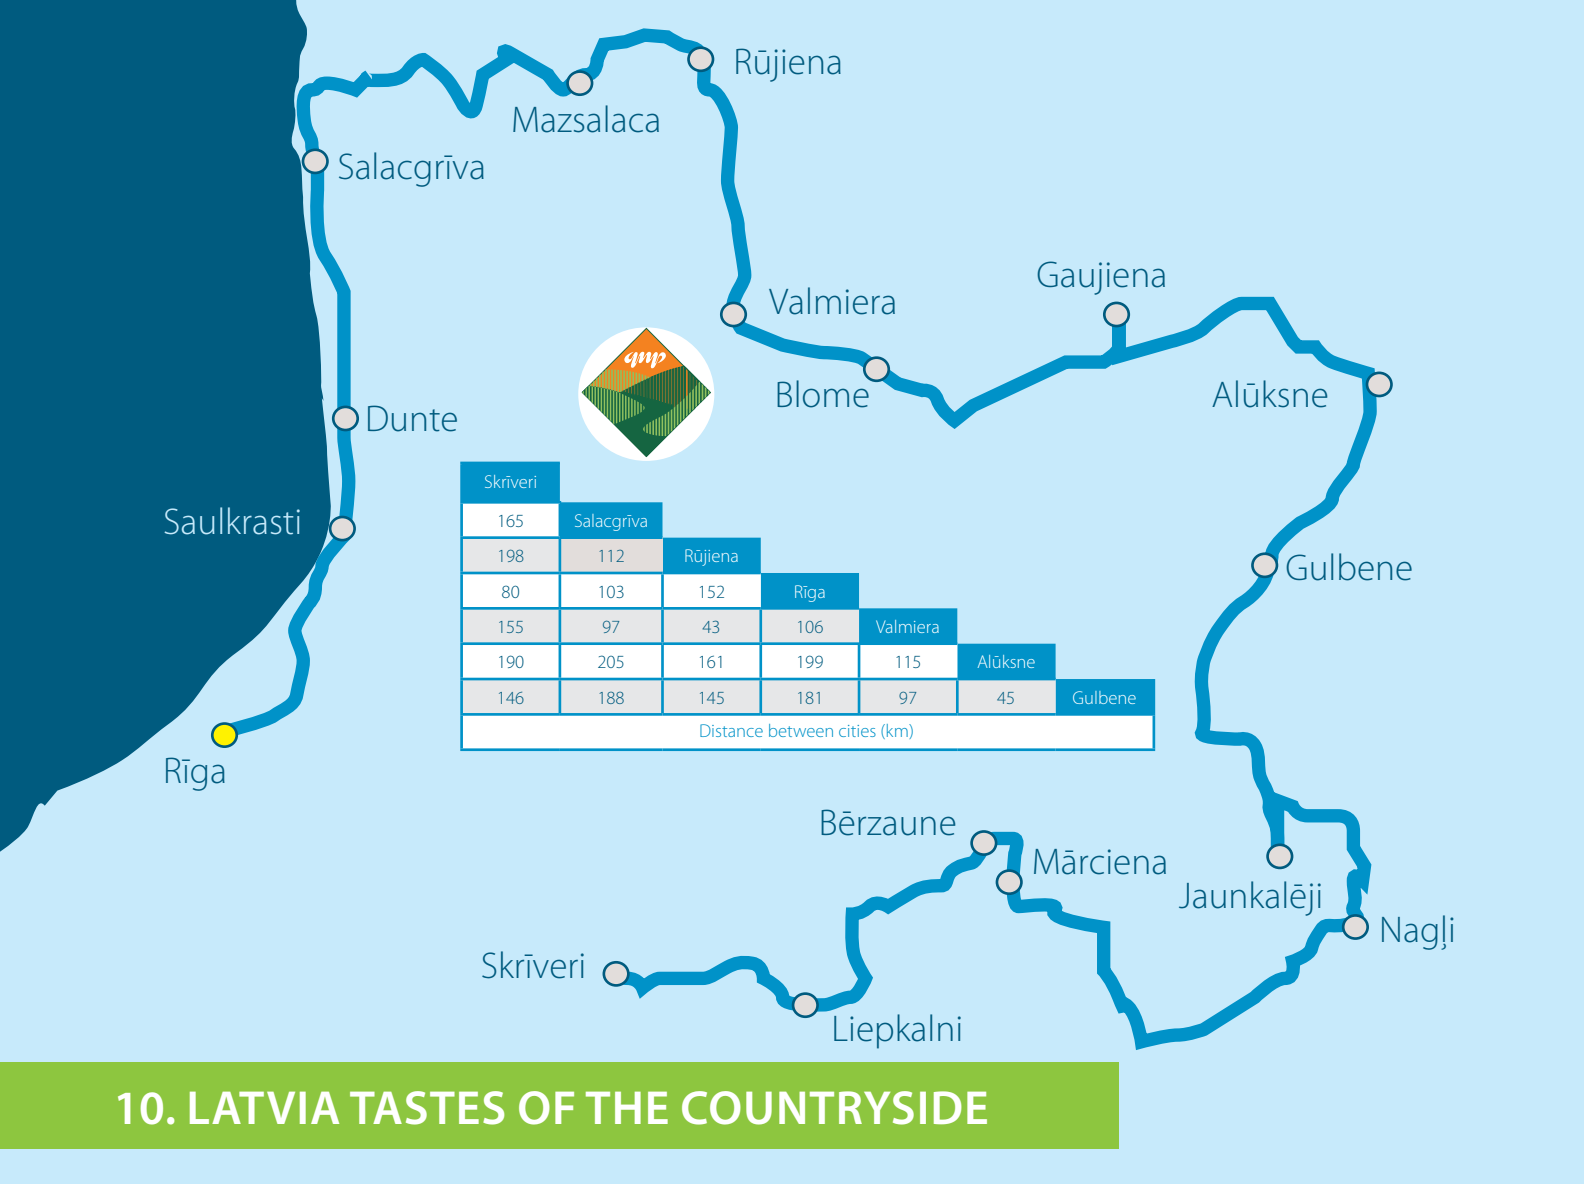 Rūjiena
Mazsalaca
Salacgrīva
Gaujiena
Valmiera
Blome
Alūksne
Dunte
Saulkrasti
Gulbene
Rīga
Skrīveri
165 Salacgrīva
198 112 Rūjiena
80 103 152 Rīga
155 97 43 106 Valmiera
190 205 161 199 115 Alūksne
146 188 145 181 97 45 Gulbene
Distance between cities (km)
Bērzaune
Mārciena
Jaunkalēji
Nagļi
Skrīveri
Liepkalni
10. LATVIA TASTES OF THE COUNTRYSIDE